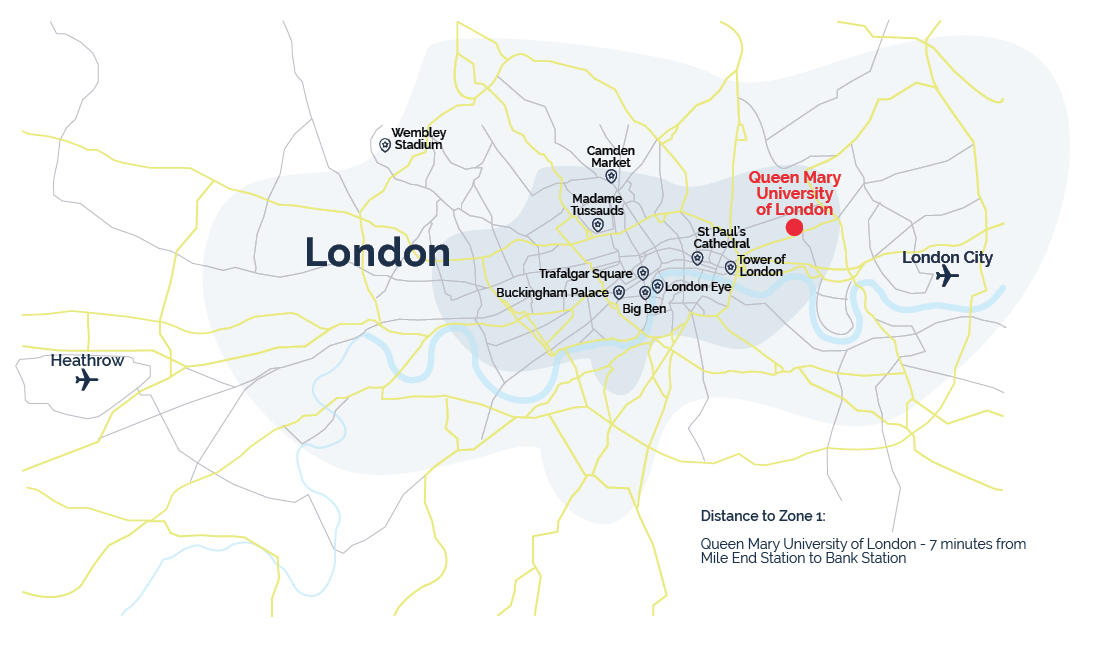 Wembley
Stadium
Camden
Market
Queen Mary
University
of London
Madame
Tussauds
St Paul's
Cathedral
London
Tower of
London
London City
Trafalgar Square
Buckingham Palace
London Eye
Big Ben
Heathrow
Distance to Zone 1:
Queen Mary University of London - 7 minutes from
Mile End Station to Bank Station